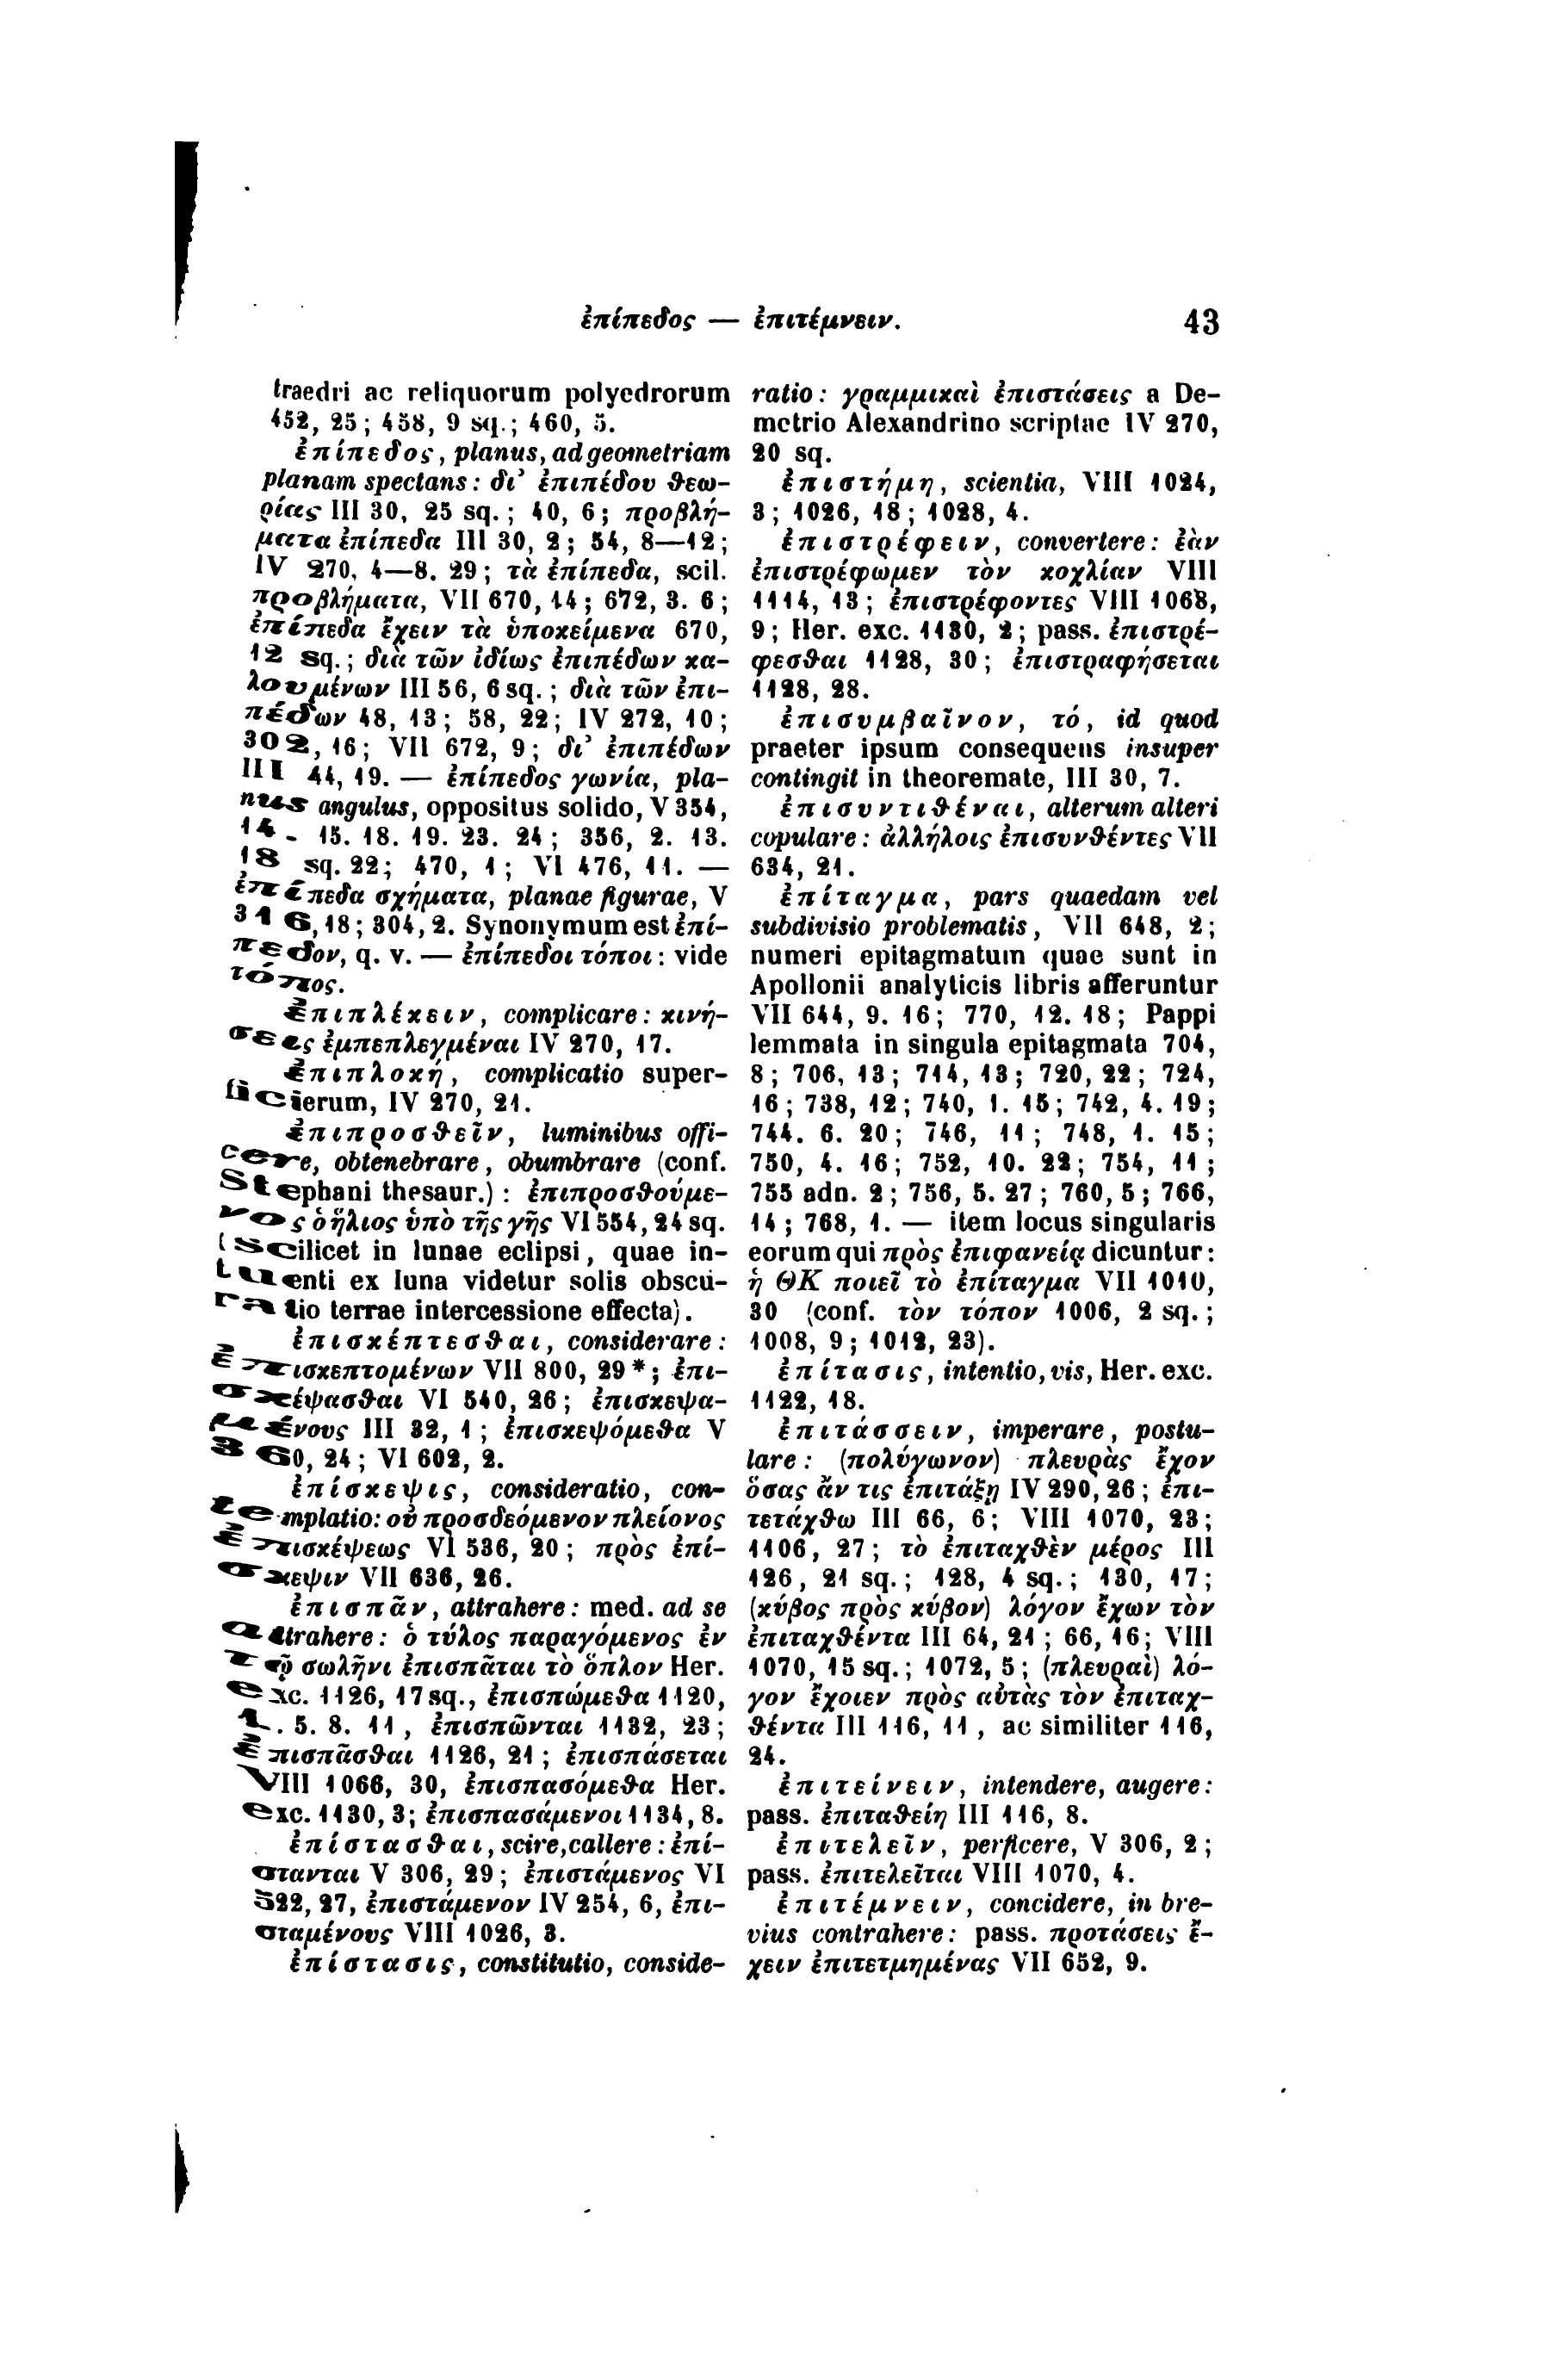 ἐπίπεδος — ἐπιτέμνειν. 43
traedri ac reliquorum polyedrorum
452, 25; 458, 9 sq.; 460, 5.
ἐπίπεδος, planus, ad geometriam
planam spectans: δι' ἐπιπέδου θεω-
ρίας III 30, 25 sq.; 40, 6; προβλή-
ματα ἐπίπεδα III 30, 2; 54, 8—12;
IV 270, 4—8. 29; τὰ ἐπίπεδα, scil.
προβλήματα, VII 670, 14; 672, 3. 6;
ἐπίπεδα ἔχειν τὰ ὑποκείμενα 670,
12 sq.; διὰ τῶν ἰδίως ἐπιπέδων κα-
λουμένων III 56, 6 sq.; διὰ τῶν ἐπι-
πέδων 48, 13; 58, 22; IV 272, 10;
302, 16; VII 672, 9; δι' ἐπιπέδων
III 44, 19. — ἐπίπεδος γωνία, pla-
nus angulus, oppositus solido, V 354,
14. 15. 18. 19. 23. 24; 356, 2. 13.
18 sq. 22; 470, 1; VI 476, 11. —
ἐπίπεδα σχήματα, planae figurae, V
316, 18; 304, 2. Synonymum est ἐπί-
πεδον, q. v. — ἐπίπεδοι τόποι: vide
τόπος.
ἐπιπλέκειν, complicare: κινή-
σεις ἐμπεπλεγμέναι IV 270, 17.
ἐπιπλοκή, complicatio super-
ficierum, IV 270, 21.
ἐπιπροσθεῖν, luminibus offi-
cere, obtenebrare, obumbrare (conf.
Stephani thesaur.): ἐπιπροσθούμε-
νος ὁ ἥλιος ὑπὸ τῆς γῆς VI 554, 24 sq.
(scilicet in lunae eclipsi, quae in-
tuenti ex luna videtur solis obscu-
ratio terrae intercessione effecta).
ἐπισκέπτεσθαι, considerare:
ἐπισκεπτομένων VII 800, 29*; ἐπι-
σκέψασθαι VI 540, 26; ἐπισκεψα-
μένους III 32, 1; ἐπισκεψόμεθα V
360, 24; VI 602, 2.
ἐπίσκεψις, consideratio, con-
templatio: οὐ προσδεόμενον πλείονος
ἐπισκέψεως VI 536, 20; πρὸς ἐπί-
σκεψιν VII 636, 26.
ἐπισπᾶν, attrahere: med. ad se
attrahere: ὁ τύλος παραγόμενος ἐν
τῷ σωλῆνι ἐπισπᾶται τὸ ὅπλον Her.
exc. 1126, 17 sq., ἐπισπώμεθα 1120,
1. 5. 8. 11, ἐπισπῶνται 1132, 23;
ἐπισπᾶσθαι 1126, 21; ἐπισπάσεται
VIII 1066, 30, ἐπισπασόμεθα Her.
exc. 1130, 3; ἐπισπασάμενοι 1134, 8.
ἐπίστασθαι, scire, callere: ἐπί-
στανται V 306, 29; ἐπιστάμενος VI
522, 27, ἐπιστάμενον IV 254, 6, ἐπι-
σταμένους VIII 1026, 3.
ἐπίστασις, constitutio, conside-
ratio: γραμμικαὶ ἐπιστάσεις a De-
metrio Alexandrino scriptae IV 270,
20 sq.
ἐπιστήμη, scientia, VIII 1024,
3; 1026, 18; 1028, 4.
ἐπιστρέφειν, convertere: ἐὰν
ἐπιστρέφωμεν τὸν κοχλίαν VIII
1114, 13; ἐπιστρέφοντες VIII 1068,
9; Her. exc. 1130, 2; pass. ἐπιστρέ-
φεσθαι 1128, 30; ἐπιστραφήσεται
1128, 28.
ἐπισυμβαῖνον, τό, id quod
praeter ipsum consequens insuper
contingit in theoremate, III 30, 7.
ἐπισυντιθέναι, alterum alteri
copulare: ἀλλήλοις ἐπισυνθέντες VII
634, 21.
ἐπίταγμα, pars quaedam vel
subdivisio problematis, VII 648, 2;
numeri epitagmatum quae sunt in
Apollonii analyticis libris afferuntur
VII 644, 9. 16; 770, 12. 18; Pappi
lemmata in singula epitagmata 704,
8; 706, 13; 714, 13; 720, 22; 724,
16; 738, 12; 740, 1. 15; 742, 4. 19;
744. 6. 20; 746, 11; 748, 1. 15;
750, 4. 16; 752, 10. 22; 754, 11;
755 adn. 2; 756, 5. 27; 760, 5; 766,
14; 768, 1. — item locus singularis
eorum qui πρὸς ἐπιφανείᾳ dicuntur:
ἡ ΘΚ ποιεῖ τὸ ἐπίταγμα VII 1010,
30 (conf. τὸν τόπον 1006, 2 sq.;
1008, 9; 1012, 23).
ἐπίτασις, intentio, vis, Her. exc.
1122, 18.
ἐπιτάσσειν, imperare, postu-
lare: (πολύγωνον) πλευρὰς ἔχον
ὅσας ἄν τις ἐπιτάξῃ IV 290, 26; ἐπι-
τετάχθω III 66, 6; VIII 1070, 23;
1106, 27; τὸ ἐπιταχθὲν μέρος III
126, 21 sq.; 128, 4 sq.; 130, 17;
(κύβος πρὸς κύβον) λόγον ἔχων τὸν
ἐπιταχθέντα III 64, 21; 66, 16; VIII
1070, 15 sq.; 1072, 5; (πλευραὶ) λό-
γον ἔχοιεν πρὸς αὐτὰς τὸν ἐπιταχ-
θέντα III 116, 11, ac similiter 116,
24.
ἐπιτείνειν, intendere, augere:
pass. ἐπιταθείη III 116, 8.
ἐπιτελεῖν, perficere, V 306, 2;
pass. ἐπιτελεῖται VIII 1070, 4.
ἐπιτέμνειν, concidere, in bre-
vius contrahere: pass. προτάσεις ἔ-
χειν ἐπιτετμημένας VII 652, 9.